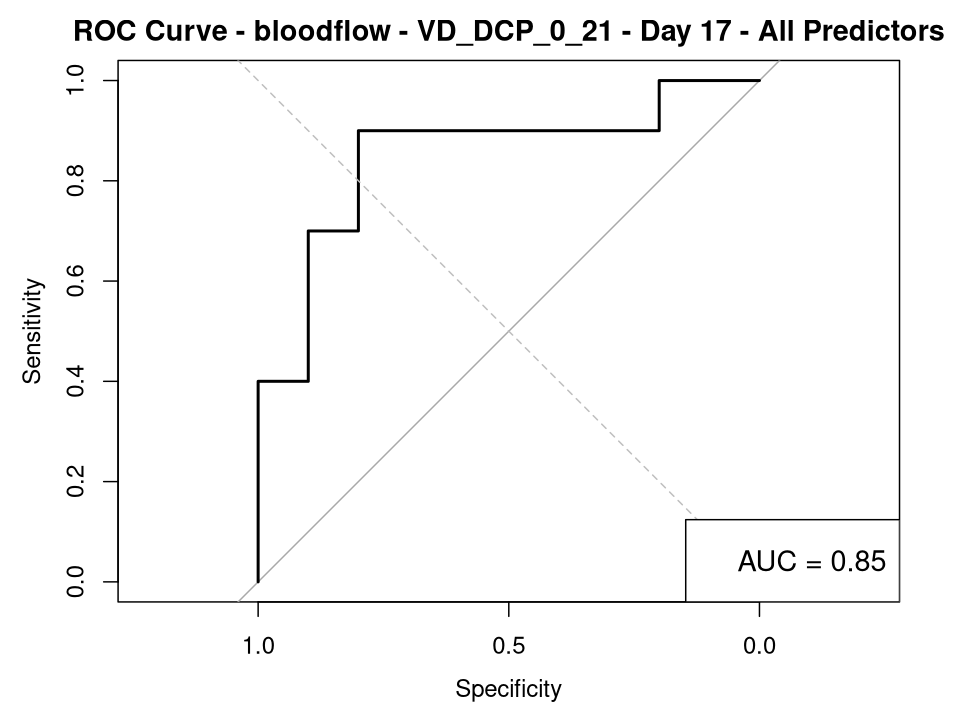 ROC Curve - bloodflow - VD_DCP_0_21 - Day 17 - All Predictors
1.0
0.8
0.6
0.4
0.2
0.0
Sensitivity
AUC = 0.85
1.0 0.5 0.0
Specificity